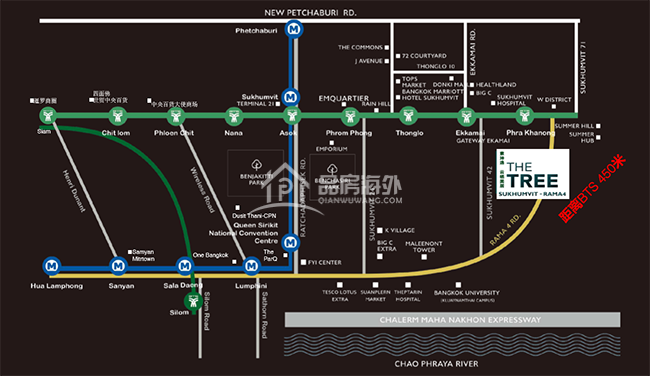 NEW PETCHABURI RD.
Phetchaburi
THE COMMONS
J AVENUE
72 COURTYARD
THONGLO 10
EKKAMAI RD.
SUKHUMVIT 71
TOPS
MARKET
BANGKOK MARROTT
HOTEL SUKHUMVIT
DONKI MALL
HEALTHLAND
BIG C
SUKHUMVIT
HOSPITAL
W DISTRICT
Sukhumvit
TERMINAL 21
EMQUARTIER
RAIN HILL
暹罗商圈
四面佛
世贸中央百货
中央百货大使商场
Siam
Chit lom
Phloen Chit
Nana
Asok
Phrom Phong
Thonglo
Ekkamai
GATEWAY EKAMAI
Phra Khanong
SUMMER HILL
SUMMER
HUB
EMPORIUM
BENJAKITTI
PARK
BENCHASIRI
PARK
品房海外
QIANWUWANG.COM
Henri Dunant
Wireless Road
RATCHADAPHISEK RD.
SUKHUMVIT
SUKHUMVIT 42
THE
TREE
SUKHUMVIT - RAMA4
距离BTS 450米
RAMA 4 RD.
Dusit Thani-CPN
Queen Sirikit
National Convention
Centre
The
ParQ
One Bangkok
Samyan
Mitrtown
FYI CENTER
K VILLAGE
BIG C
EXTRA
MALEENONT
TOWER
Hua Lamphong
Sanyan
Sala Daeng
Lumphini
Silom
Silom Road
Sathorn Road
TESCO LOTUS
EXTRA
SUANPLERN
MARKET
THEPTARIN
HOSPITAL
BANGKOK UNIVERSITY
(KLUAYNAMTHAI CAMPUS)
CHALERM MAHA NAKHON EXPRESSWAY
CHAO PHRAYA RIVER